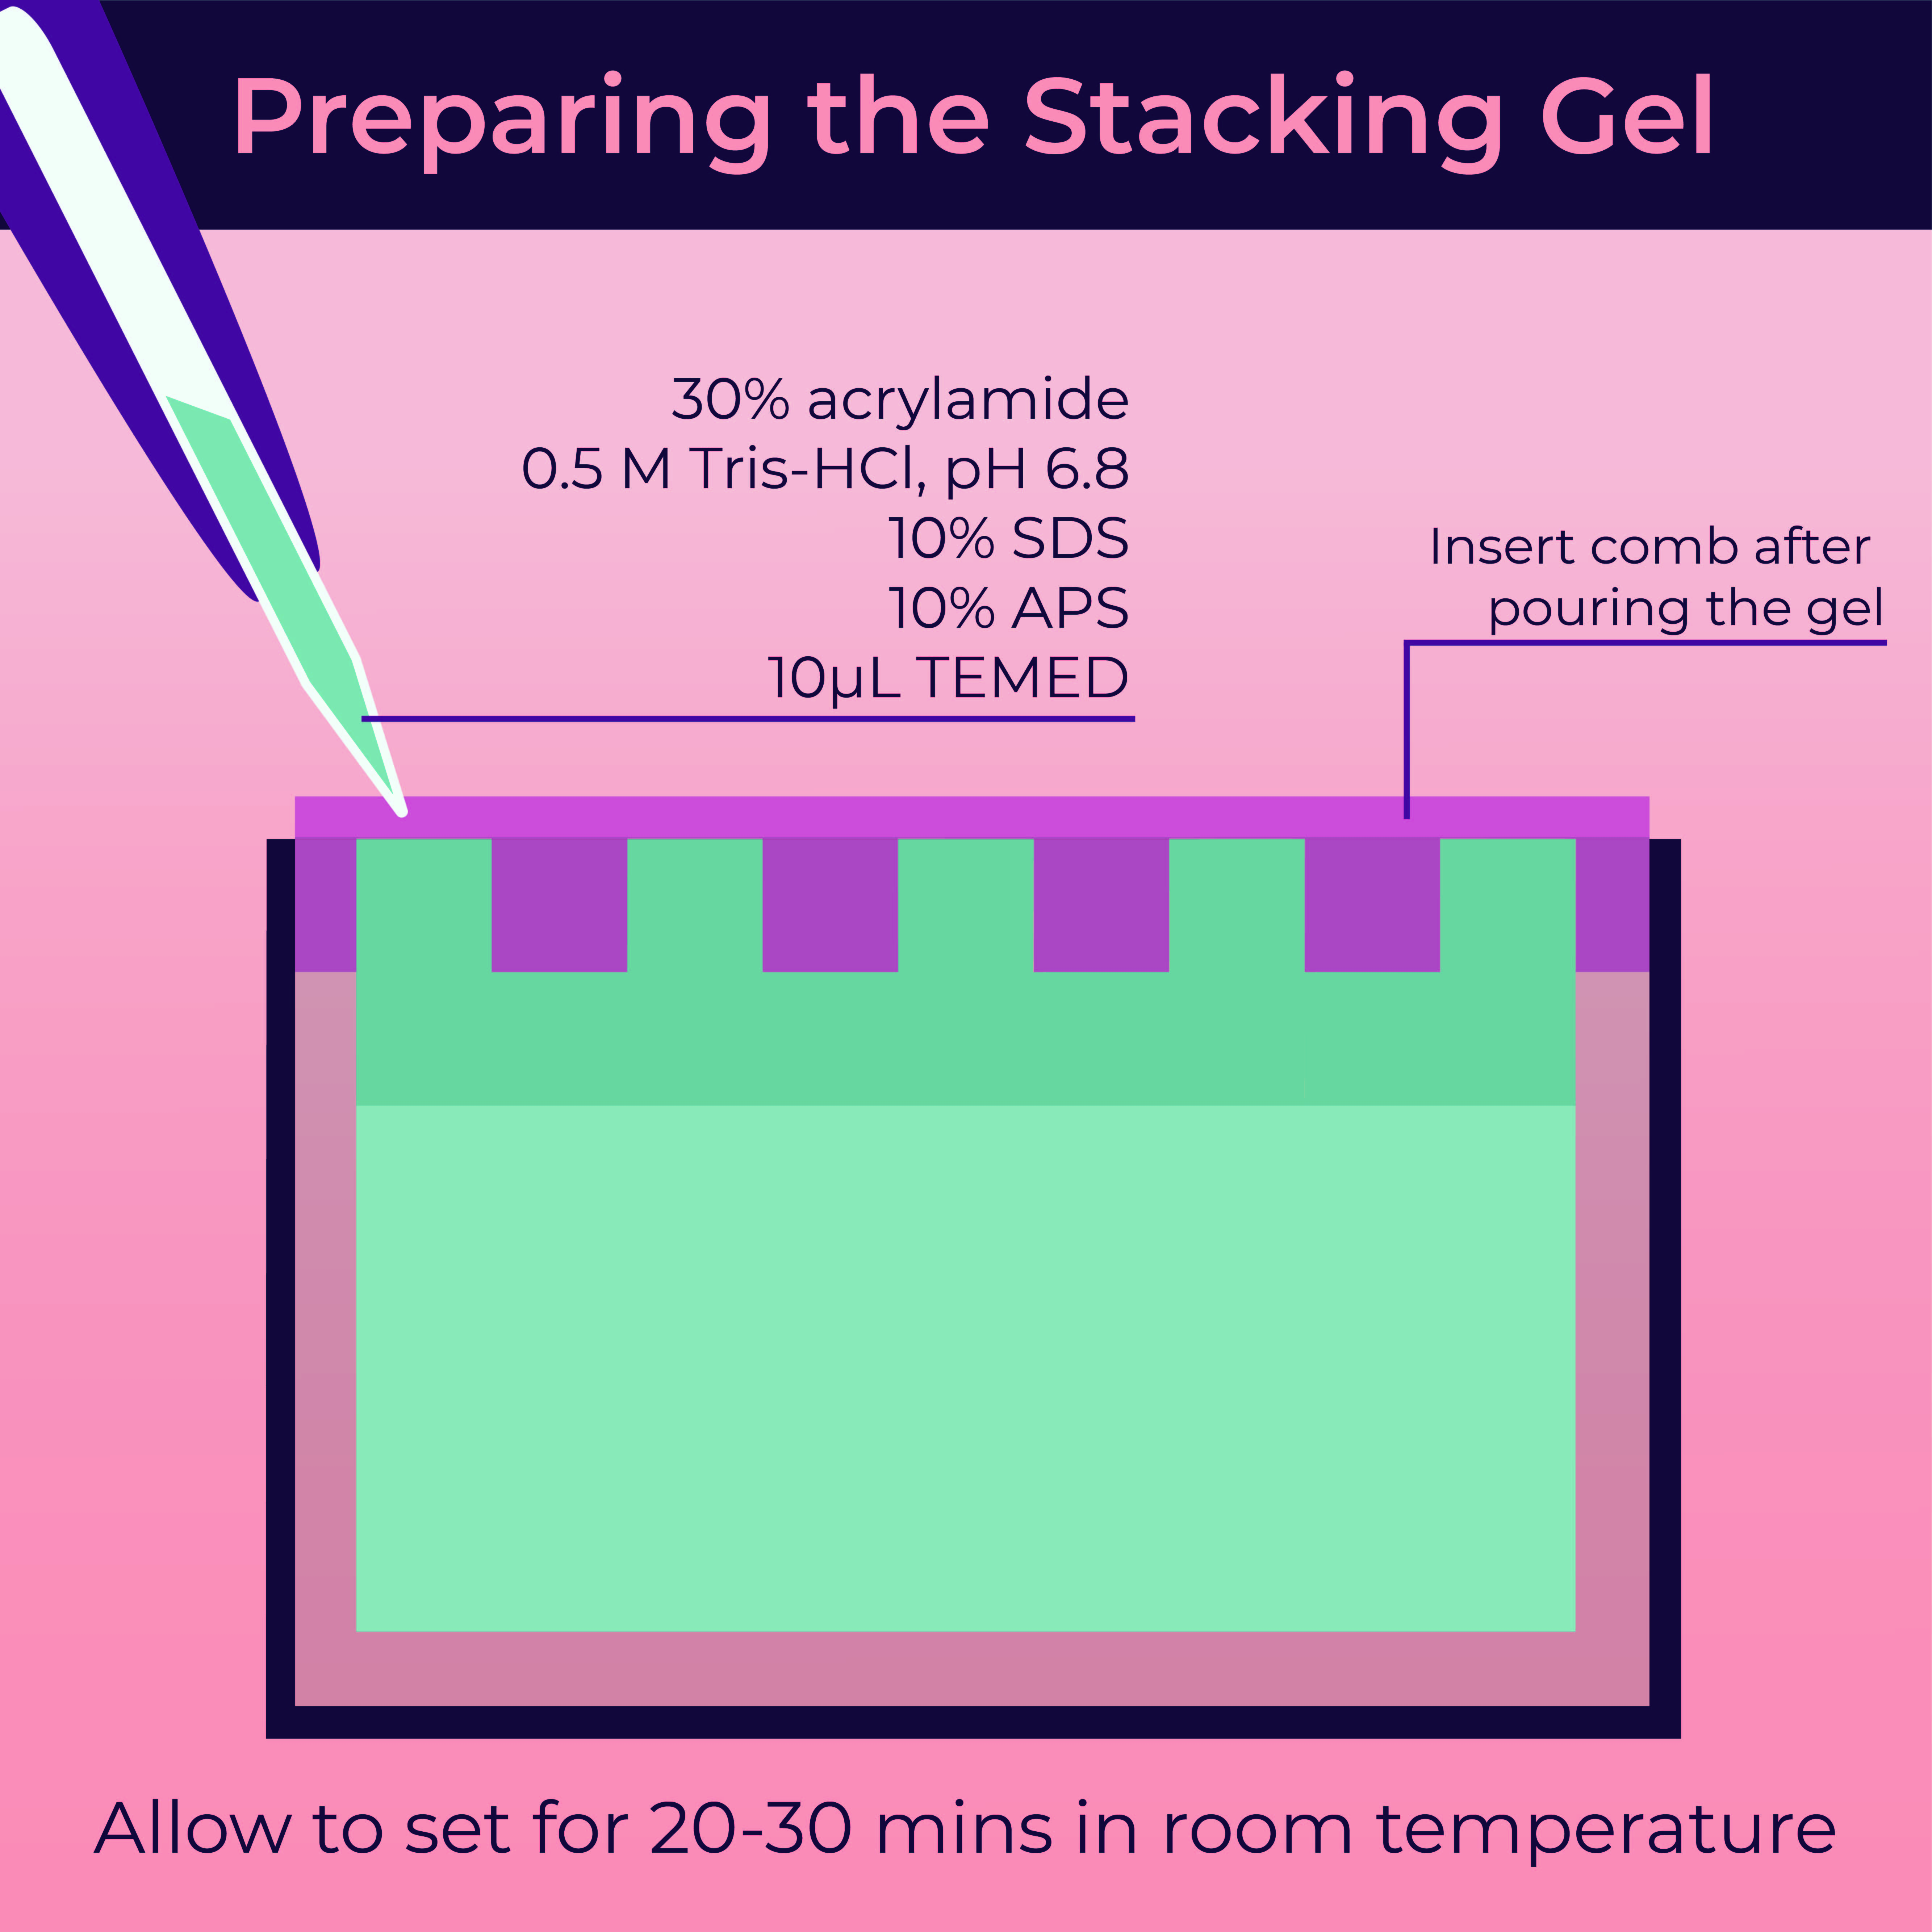 Preparing the Stacking Gel
30% acrylamide
0.5 M Tris-HCl, pH 6.8
10% SDS
10% APS
10µL TEMED
Insert comb after
pouring the gel
Allow to set for 20-30 mins in room temperature